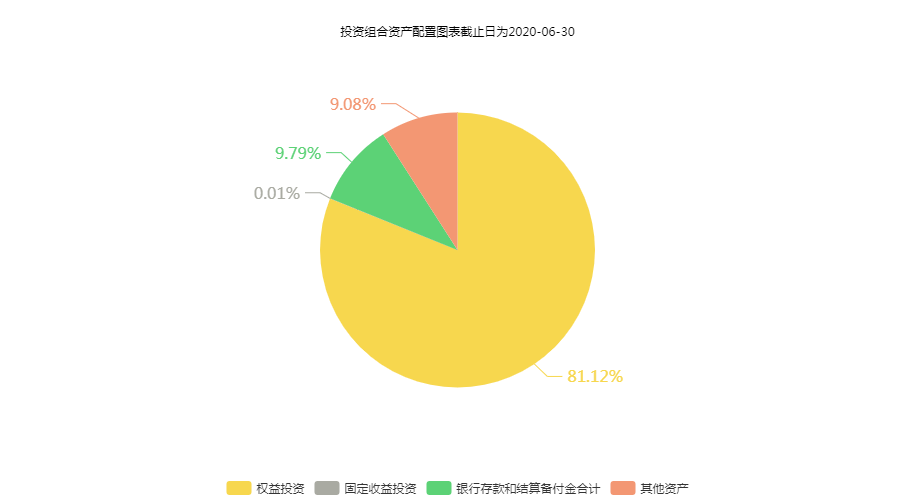 投资组合资产配置图表截止日为2020-06-30
9.08%
9.79%
0.01%
81.12%
权益投资 固定收益投资 银行存款和结算备付金合计 其他资产